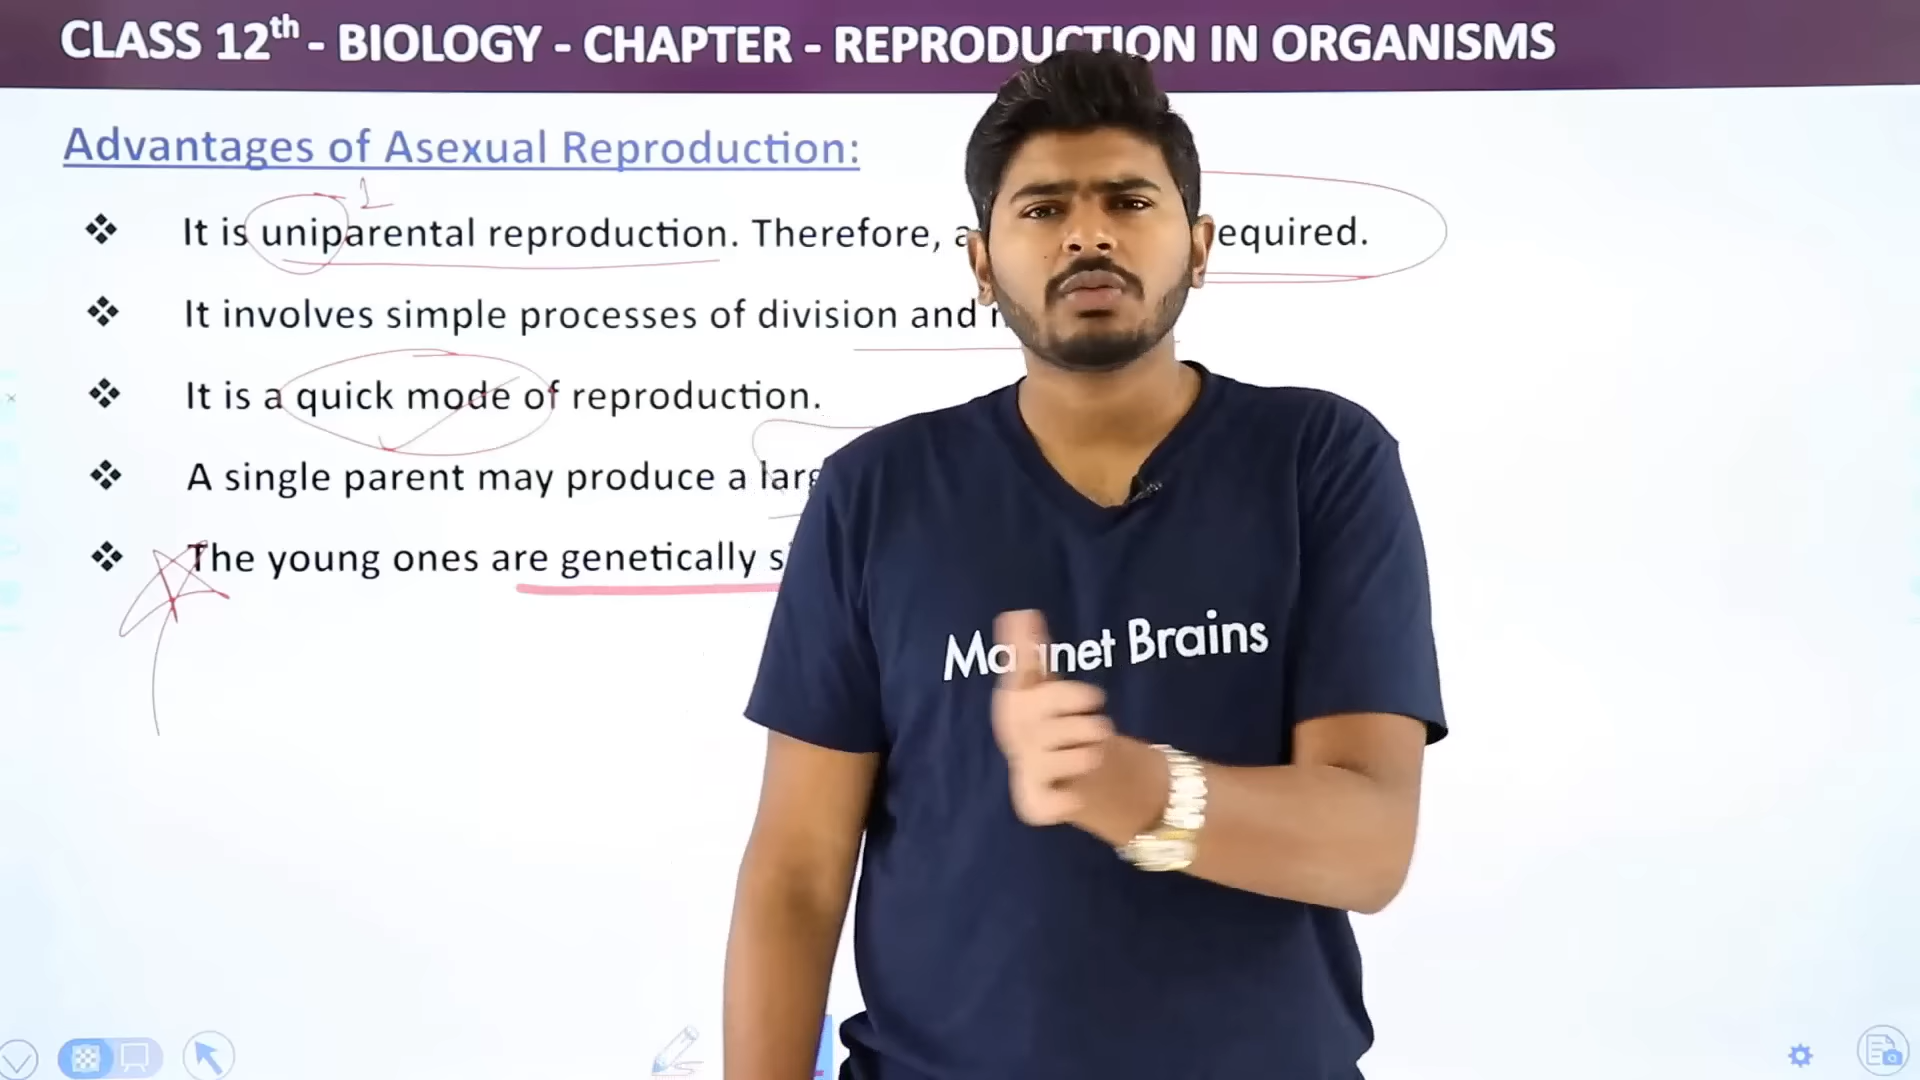 CLASS 12th - BIOLOGY - CHAPTER - REPRODUCTION IN ORGANISMS
Advantages of Asexual Reproduction:
1
❖ It is uniparental reproduction. Therefore, a equired.
❖ It involves simple processes of division and
❖ It is a quick mode of reproduction.
❖ A single parent may produce a larg
❖ The young ones are genetically s
Magnet Brains